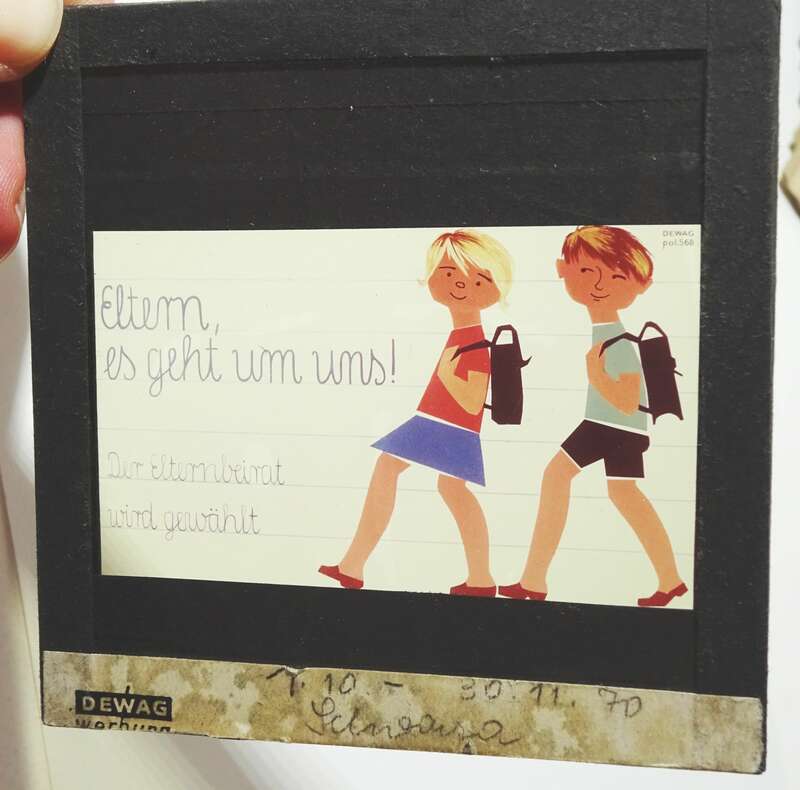 DEWAG
pol.568
Eltern,
es geht um uns!
Der Elternbeirat
wird gewählt
1. 10. - 30. 11. 70
DEWAG
werbung
Schwarza